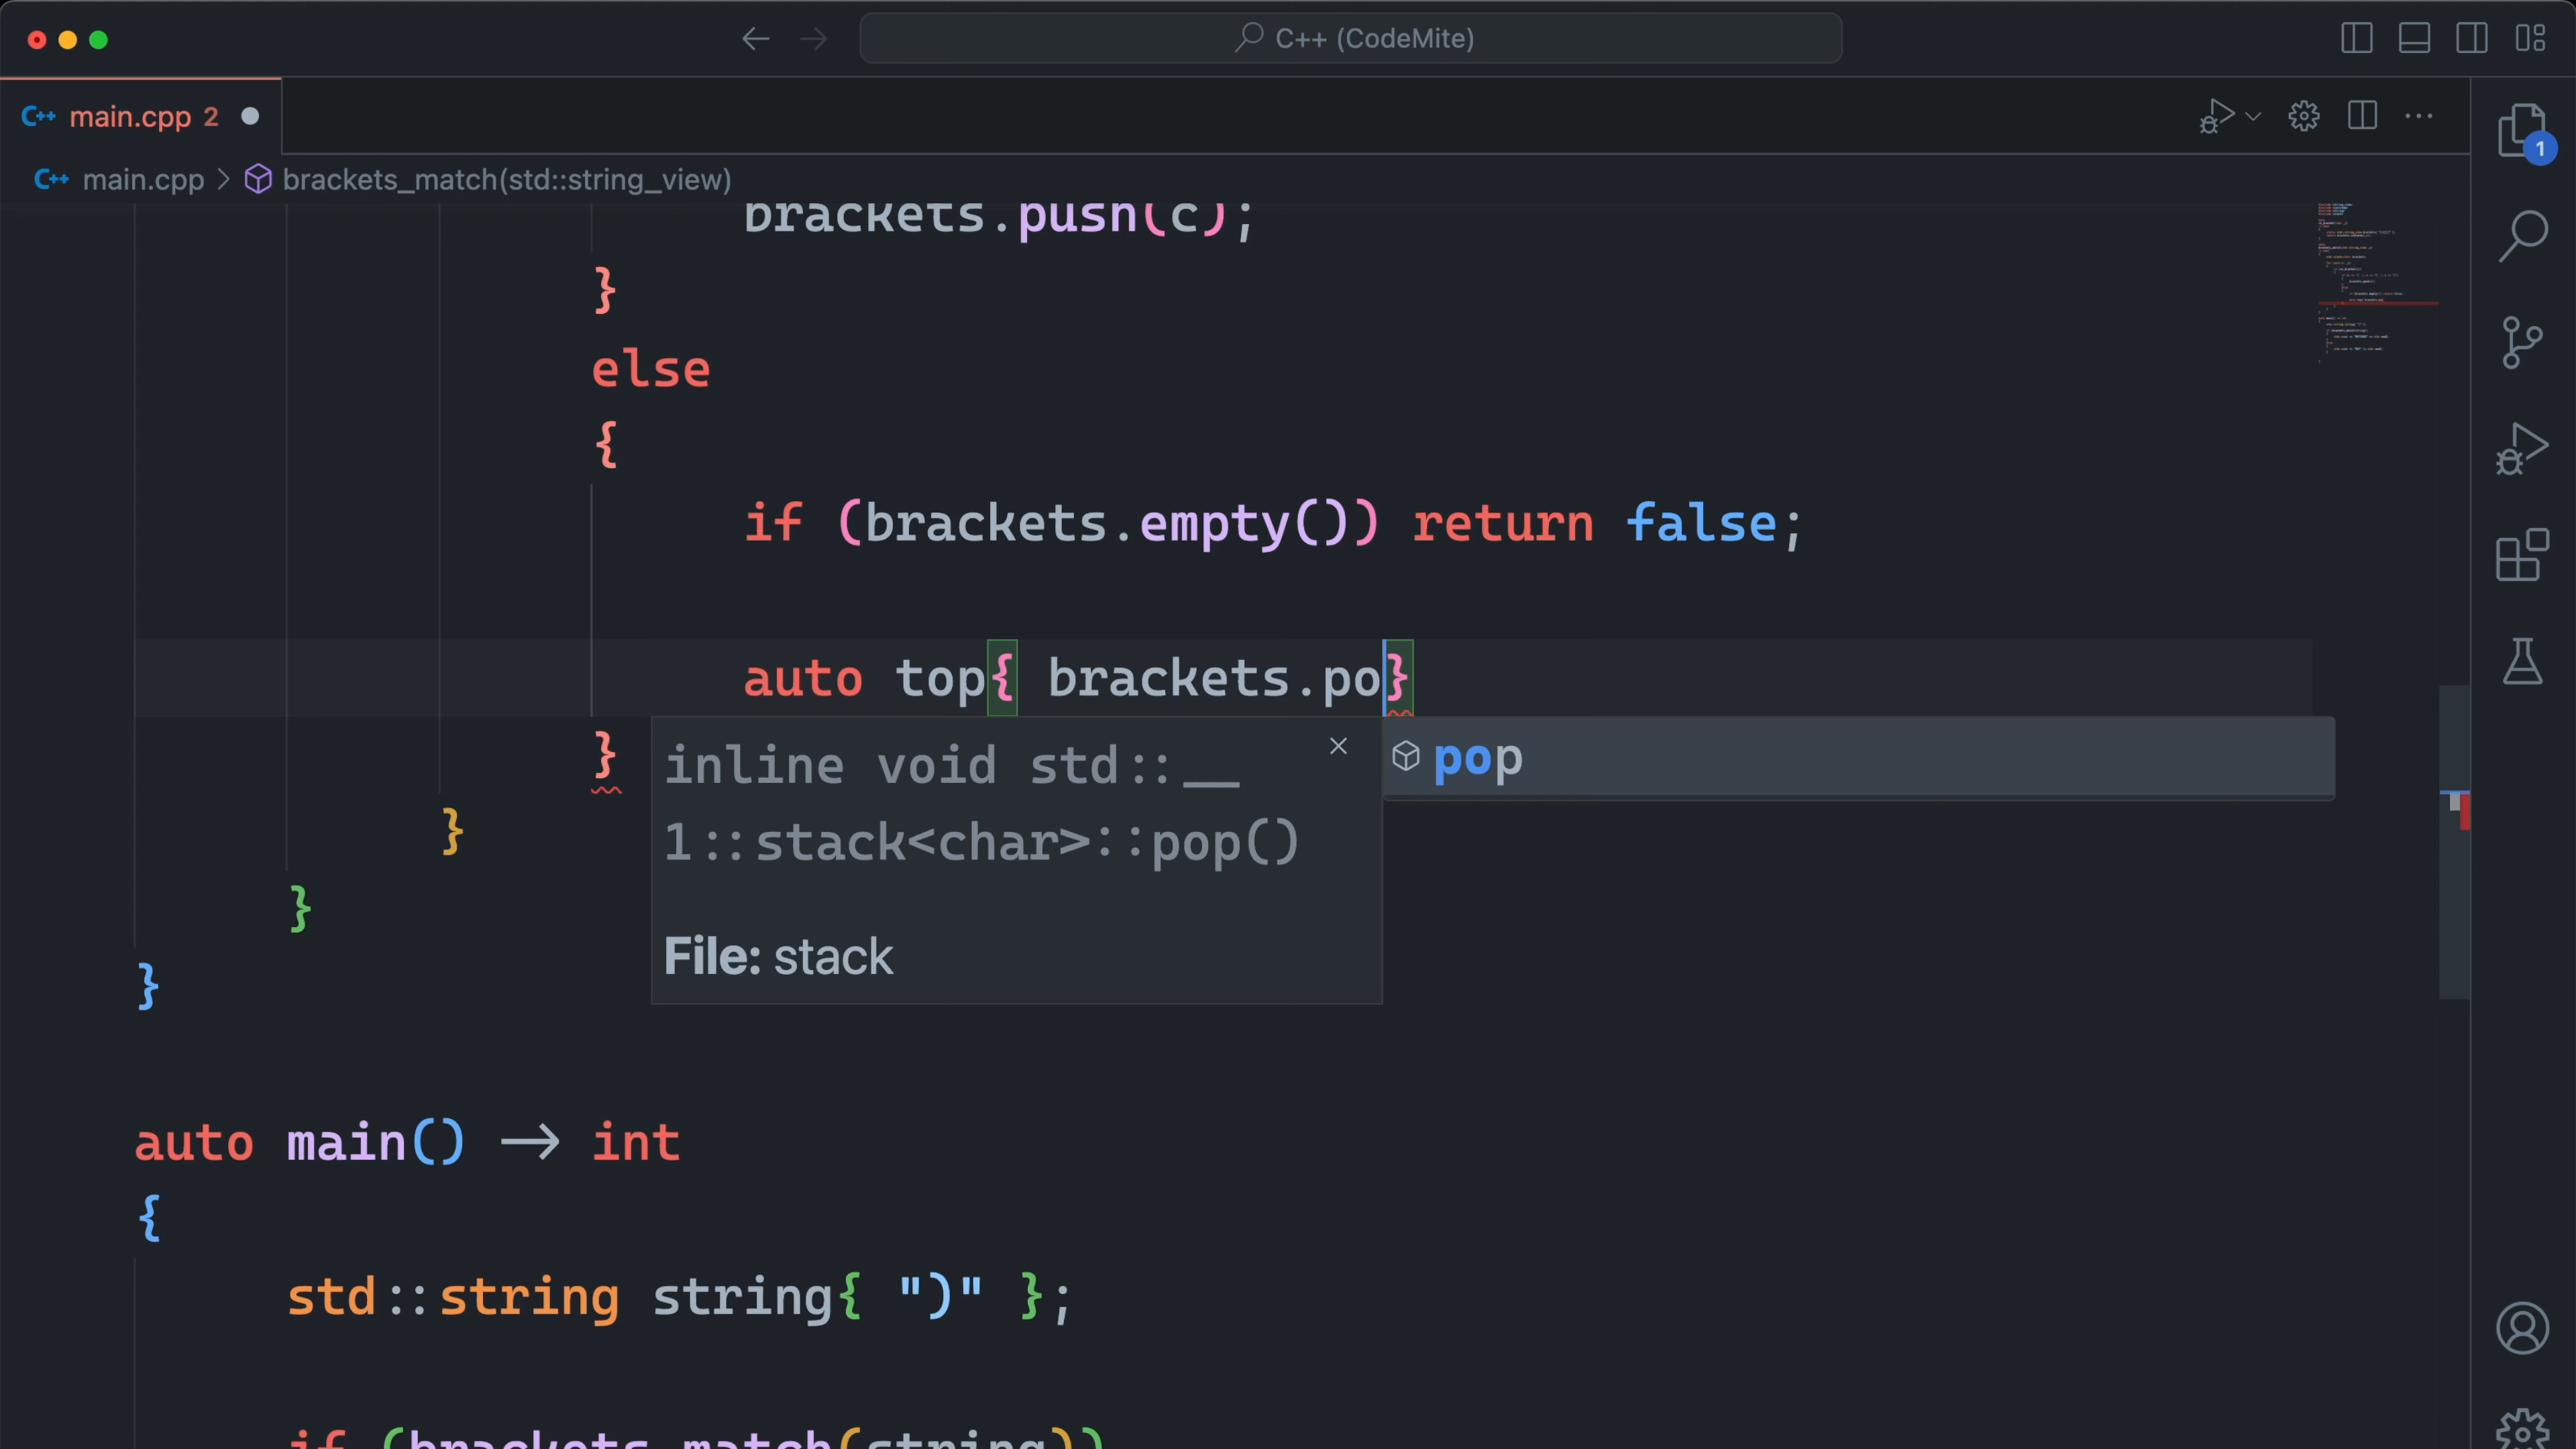 C++ (CodeMite)
C++ main.cpp 2
1
C++ main.cpp > brackets_match(std::string_view)
brackets.push(c);
}
else
{
if (brackets.empty()) return false;
auto top{ brackets.po}
}
inline void std::__
1::stack<char>::pop()
File: stack
pop
}
}
}
auto main() -> int
{
std::string string{ ")" };
if (brackets_match(string))